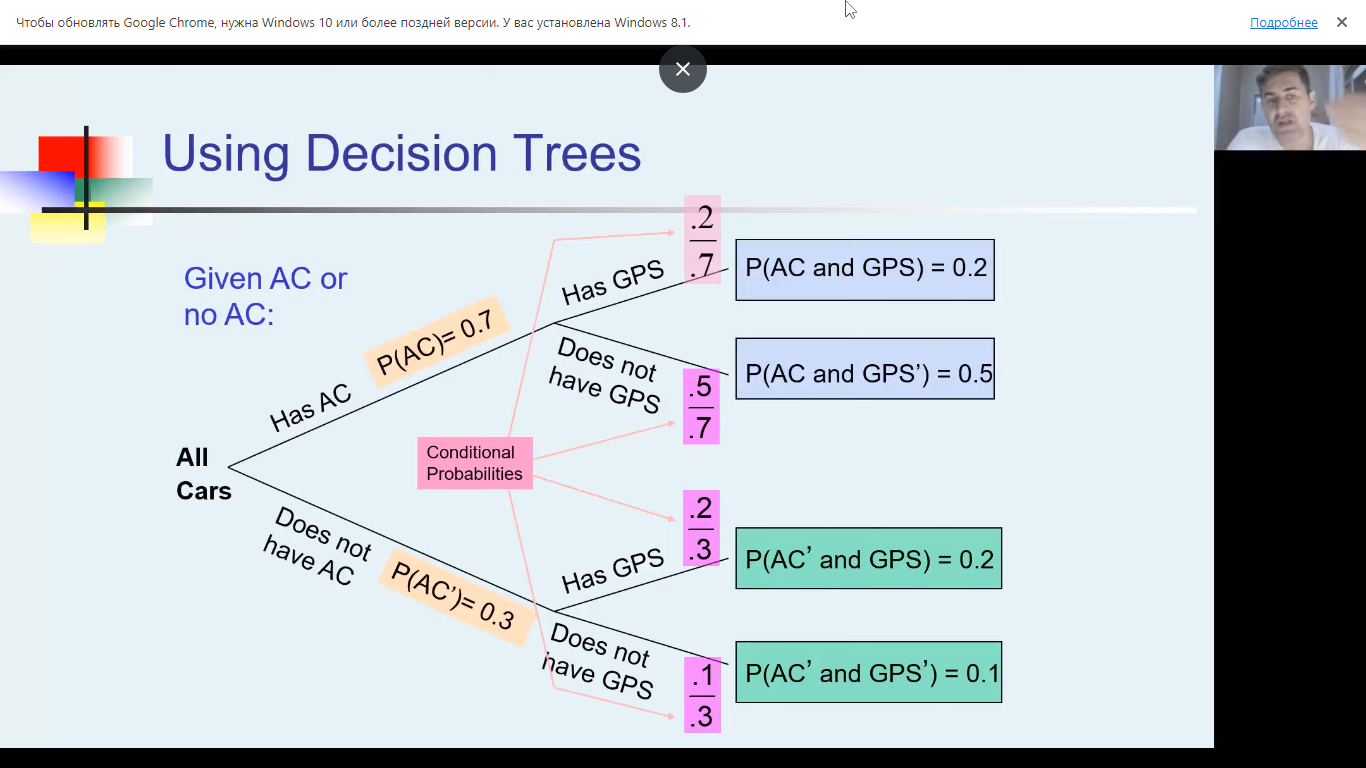 Чтобы обновлять Google Chrome, нужна Windows 10 или более поздней версии. У вас установлена Windows 8.1.
Подробнее
Using Decision Trees
Given AC or
no AC:
All
Cars
Has AC
P(AC)= 0.7
Has GPS
.2
.7
P(AC and GPS) = 0.2
Does not
have GPS
.5
.7
P(AC and GPS’) = 0.5
Conditional
Probabilities
Does not
have AC
P(AC’)= 0.3
Has GPS
.2
.3
P(AC’ and GPS) = 0.2
Does not
have GPS
.1
.3
P(AC’ and GPS’) = 0.1